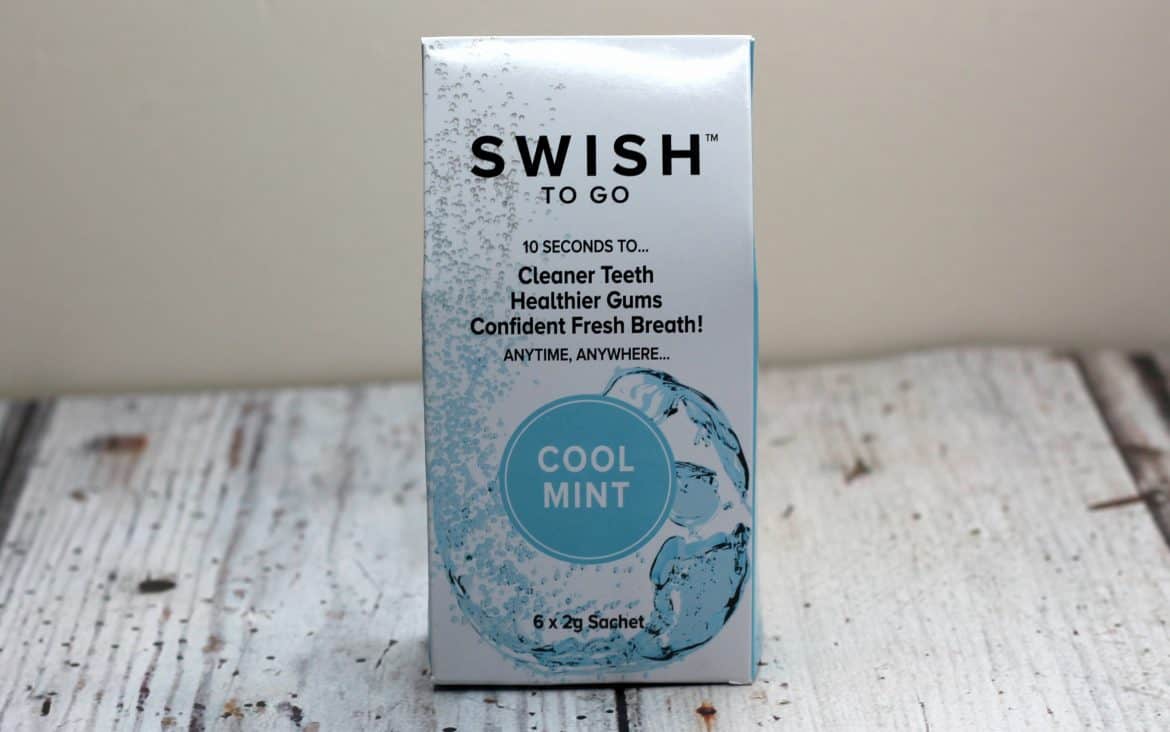 SWISH™
TO GO
10 SECONDS TO...
Cleaner Teeth
Healthier Gums
Confident Fresh Breath!
ANYTIME, ANYWHERE...
COOL
MINT
6 x 2g Sachet